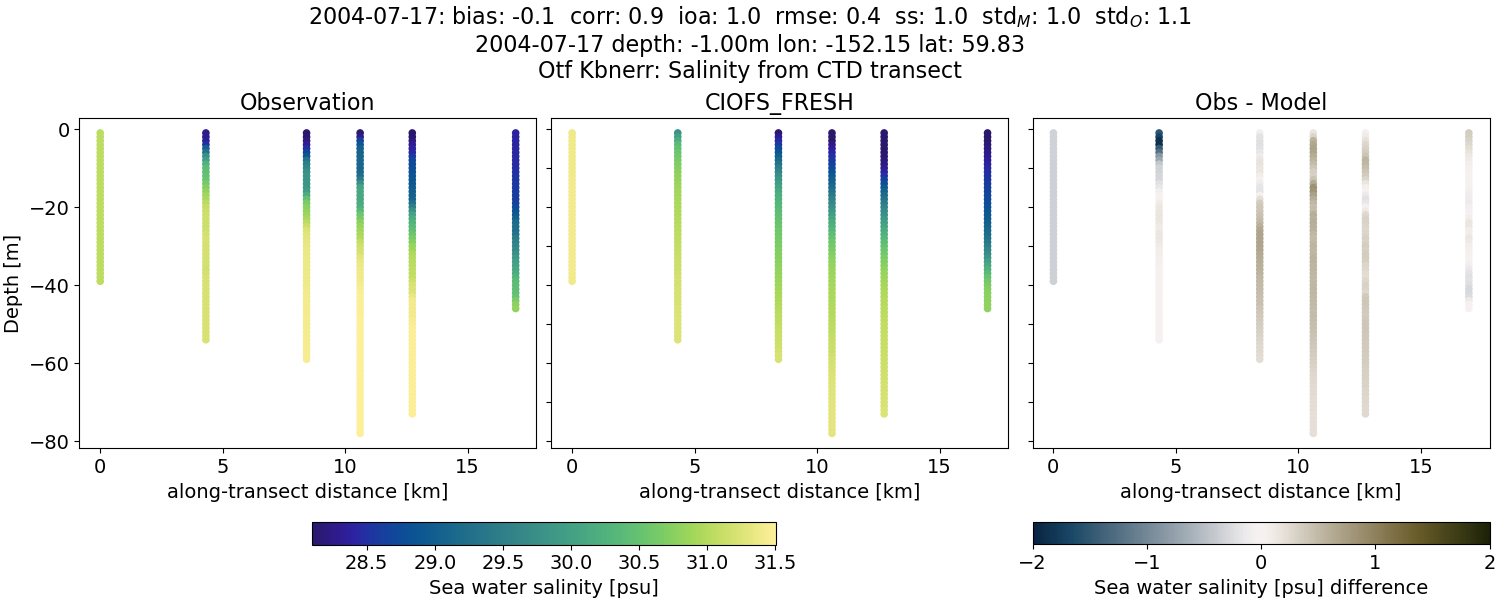 2004-07-17: bias: -0.1  corr: 0.9  ioa: 1.0  rmse: 0.4  ss: 1.0  std_M: 1.0  std_O: 1.1
2004-07-17 depth: -1.00m lon: -152.15 lat: 59.83
Otf Kbnerr: Salinity from CTD transect
Observation
CIOFS_FRESH
Obs - Model
Depth [m]
0
−20
−40
−60
−80
0 5 10 15
0 5 10 15
0 5 10 15
along-transect distance [km]
along-transect distance [km]
along-transect distance [km]
28.5 29.0 29.5 30.0 30.5 31.0 31.5
Sea water salinity [psu]
−2 −1 0 1 2
Sea water salinity [psu] difference